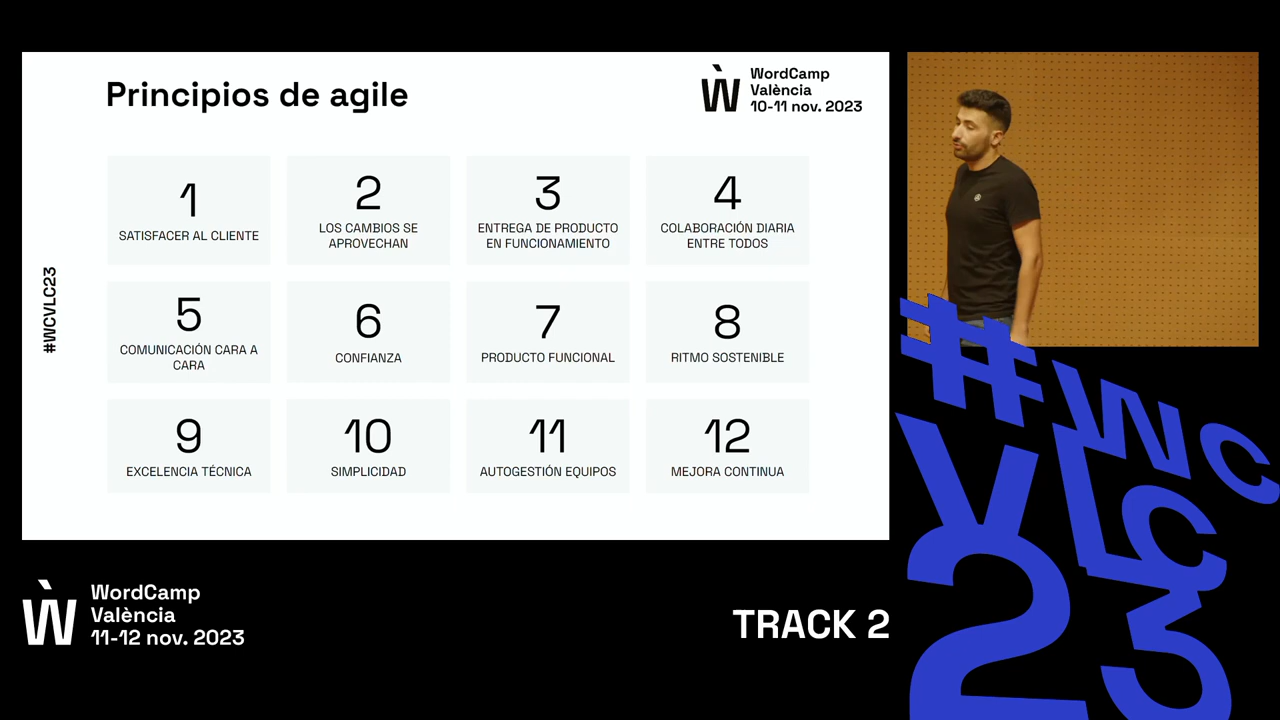 Principios de agile
WordCamp
València
10-11 nov. 2023
#WCVLC23
1
SATISFACER AL CLIENTE
2
LOS CAMBIOS SE
APROVECHAN
3
ENTREGA DE PRODUCTO
EN FUNCIONAMIENTO
4
COLABORACIÓN DIARIA
ENTRE TODOS
5
COMUNICACIÓN CARA A
CARA
6
CONFIANZA
7
PRODUCTO FUNCIONAL
8
RITMO SOSTENIBLE
9
EXCELENCIA TÉCNICA
10
SIMPLICIDAD
11
AUTOGESTIÓN EQUIPOS
12
MEJORA CONTINUA
WordCamp
València
11-12 nov. 2023
TRACK 2
#WC
VLC
23